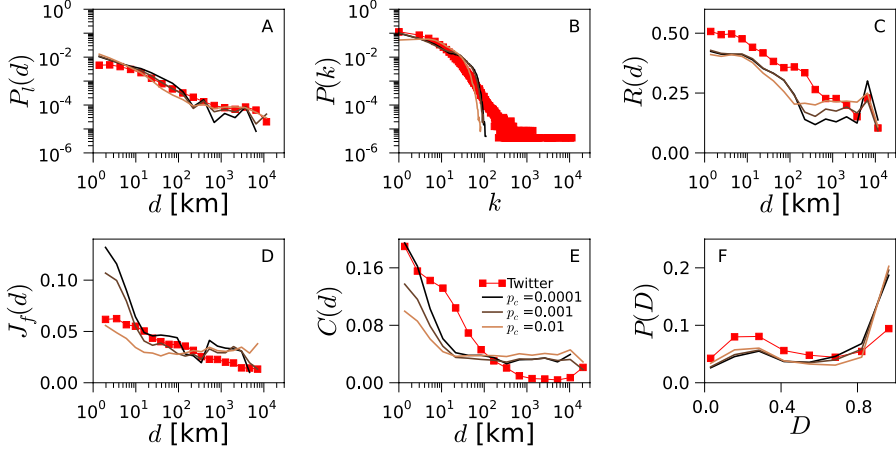 A
P_l(d)
10^0
10^-2
10^-4
10^-6
10^0 10^1 10^2 10^3 10^4
d [km]
B
P(k)
10^0
10^-2
10^-4
10^-6
10^0 10^1 10^2 10^3 10^4
k
C
R(d)
0.50
0.25
0.00
10^0 10^1 10^2 10^3 10^4
d [km]
D
J_f(d)
0.10
0.05
0.00
10^0 10^1 10^2 10^3 10^4
d [km]
E
C(d)
0.16
0.08
0.00
10^0 10^1 10^2 10^3 10^4
d [km]
Twitter
p_c = 0.0001
p_c = 0.001
p_c = 0.01
F
P(D)
0.2
0.1
0.0
0.0 0.4 0.8
D